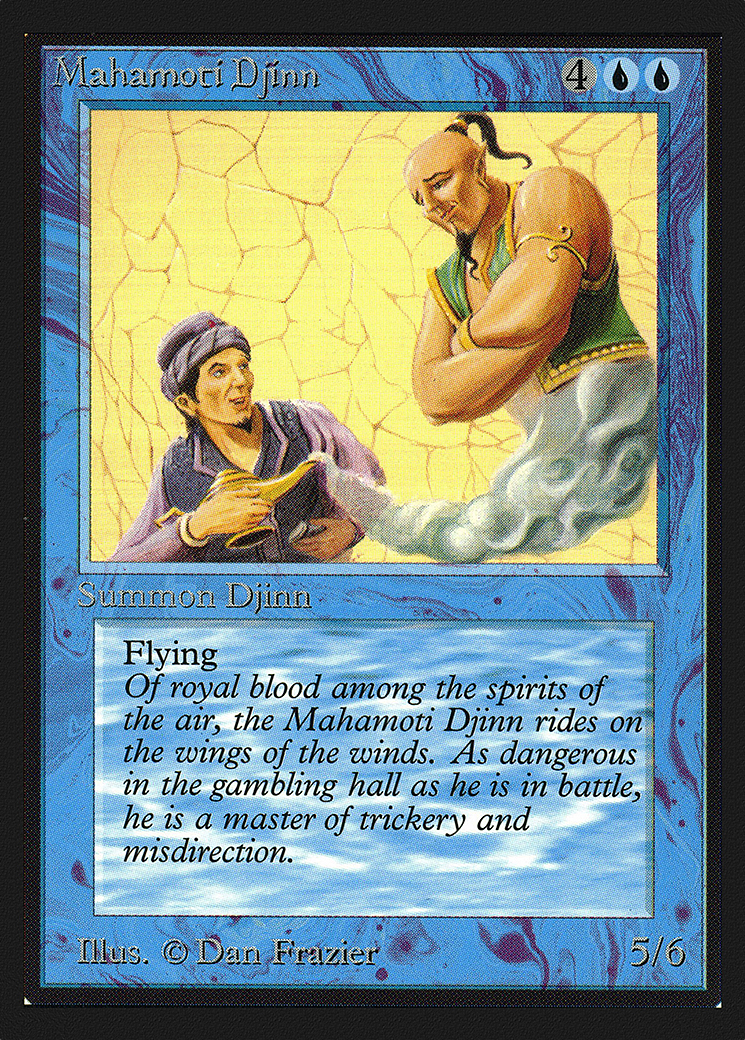 Mahamoti Djinn 4
Summon Djinn
Flying
Of royal blood among the spirits of
the air, the Mahamoti Djinn rides on
the wings of the winds. As dangerous
in the gambling hall as he is in battle,
he is a master of trickery and
misdirection.
Illus. © Dan Frazier 5/6